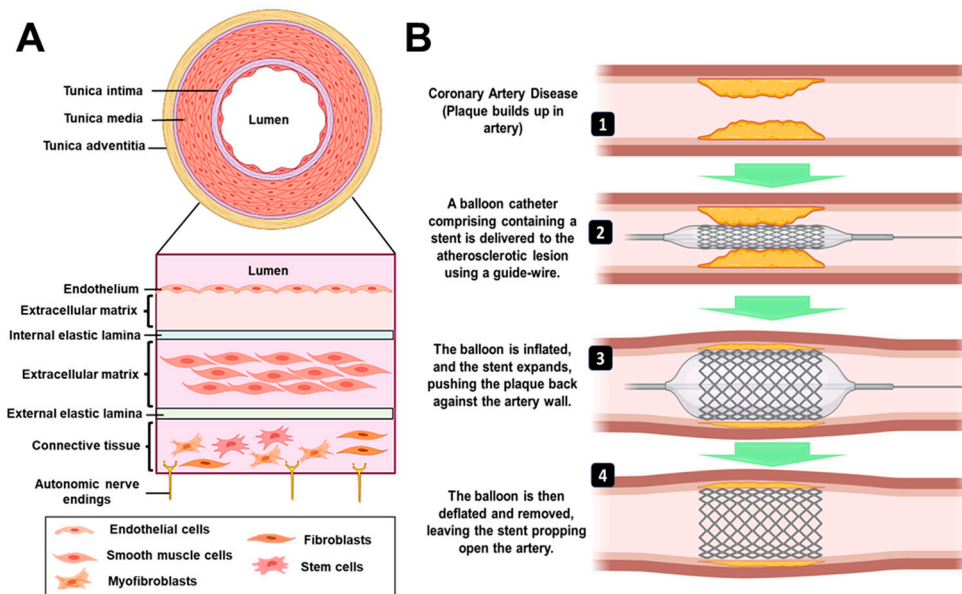 A
Tunica intima
Tunica media
Tunica adventitia
Lumen
Lumen
Endothelium
Extracellular matrix
Internal elastic lamina
Extracellular matrix
External elastic lamina
Connective tissue
Autonomic nerve
endings
Endothelial cells
Smooth muscle cells
Myofibroblasts
Fibroblasts
Stem cells
B
Coronary Artery Disease
(Plaque builds up in
artery)
1
A balloon catheter
comprising containing a
stent is delivered to the
atherosclerotic lesion
using a guide-wire.
2
The balloon is inflated,
and the stent expands,
pushing the plaque back
against the artery wall.
3
The balloon is then
deflated and removed,
leaving the stent propping
open the artery.
4